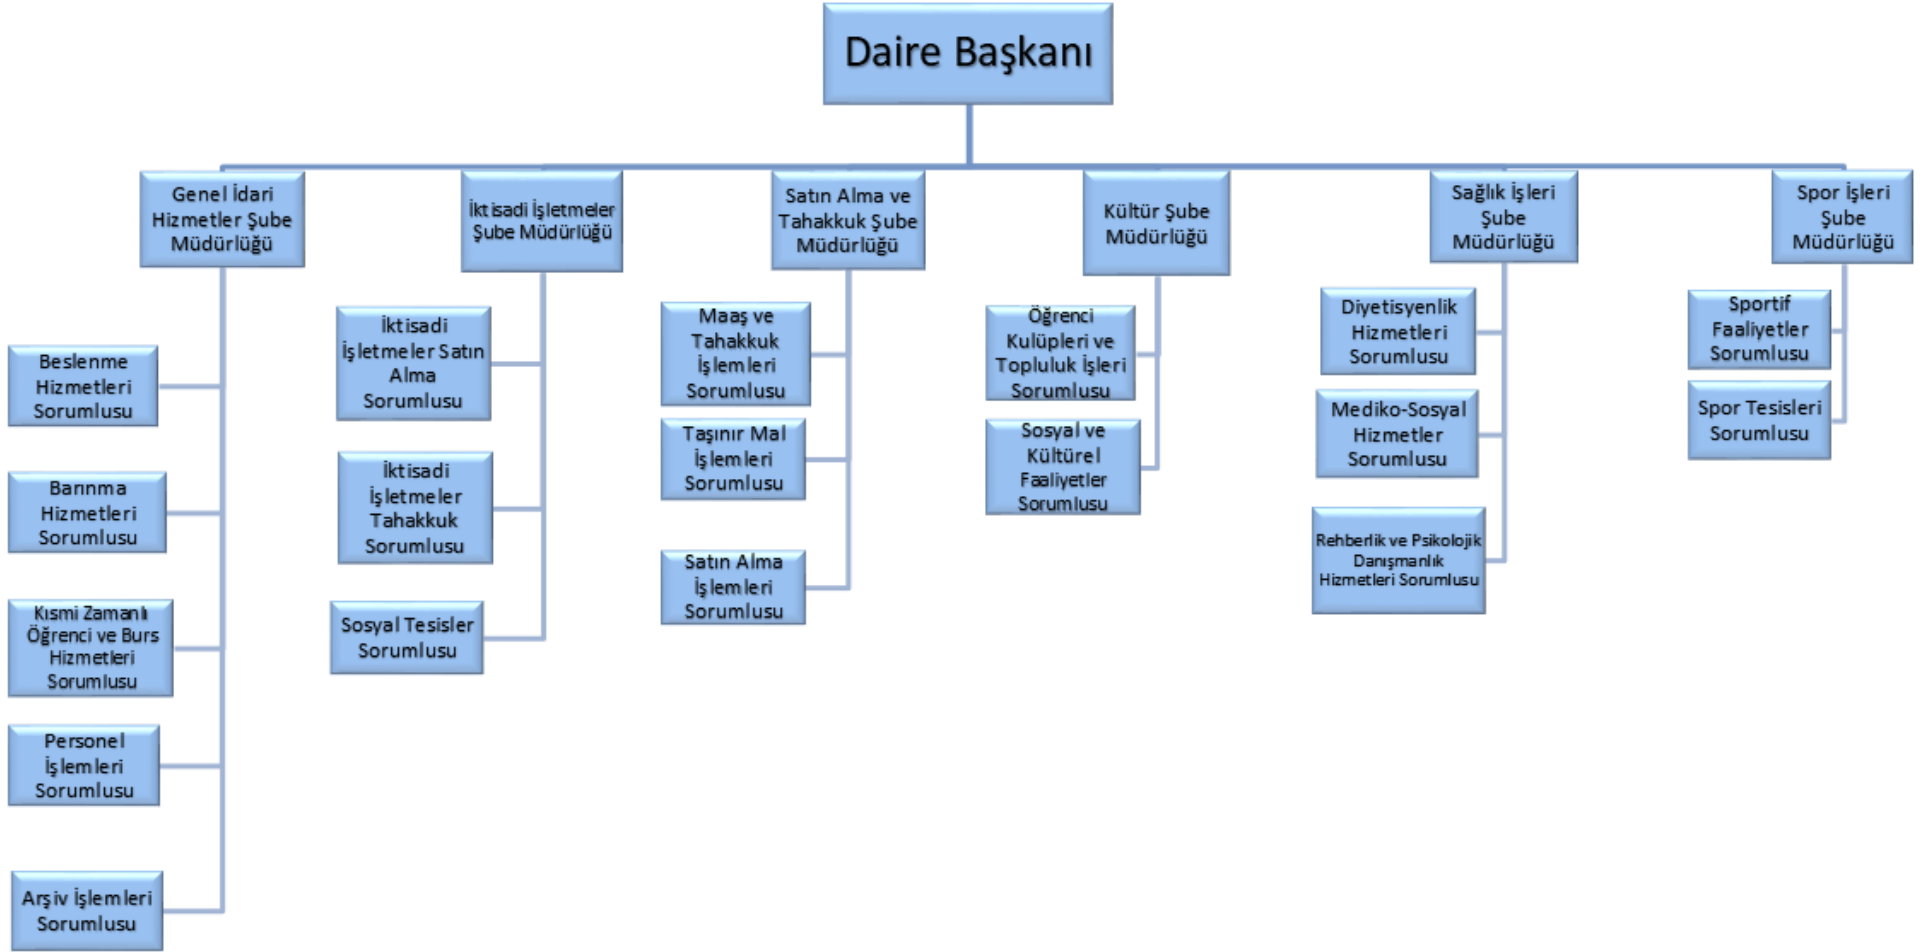 Daire Başkanı
Genel İdari
Hizmetler Şube
Müdürlüğü
İktisadi İşletmeler
Şube Müdürlüğü
Satın Alma ve
Tahakkuk Şube
Müdürlüğü
Kültür Şube
Müdürlüğü
Sağlık İşleri
Şube
Müdürlüğü
Spor İşleri
Şube
Müdürlüğü
Beslenme
Hizmetleri
Sorumlusu
Barınma
Hizmetleri
Sorumlusu
Kısmi Zamanlı
Öğrenci ve Burs
Hizmetleri
Sorumlusu
Personel
İşlemleri
Sorumlusu
Arşiv İşlemleri
Sorumlusu
İktisadi
İşletmeler Satın
Alma
Sorumlusu
İktisadi
İşletmeler
Tahakkuk
Sorumlusu
Sosyal Tesisler
Sorumlusu
Maaş ve
Tahakkuk
İşlemleri
Sorumlusu
Taşınır Mal
İşlemleri
Sorumlusu
Satın Alma
İşlemleri
Sorumlusu
Öğrenci
Kulüpleri ve
Topluluk İşleri
Sorumlusu
Sosyal ve
Kültürel
Faaliyetler
Sorumlusu
Diyetisyenlik
Hizmetleri
Sorumlusu
Mediko-Sosyal
Hizmetler
Sorumlusu
Rehberlik ve Psikolojik
Danışmanlık
Hizmetleri Sorumlusu
Sportif
Faaliyetler
Sorumlusu
Spor Tesisleri
Sorumlusu